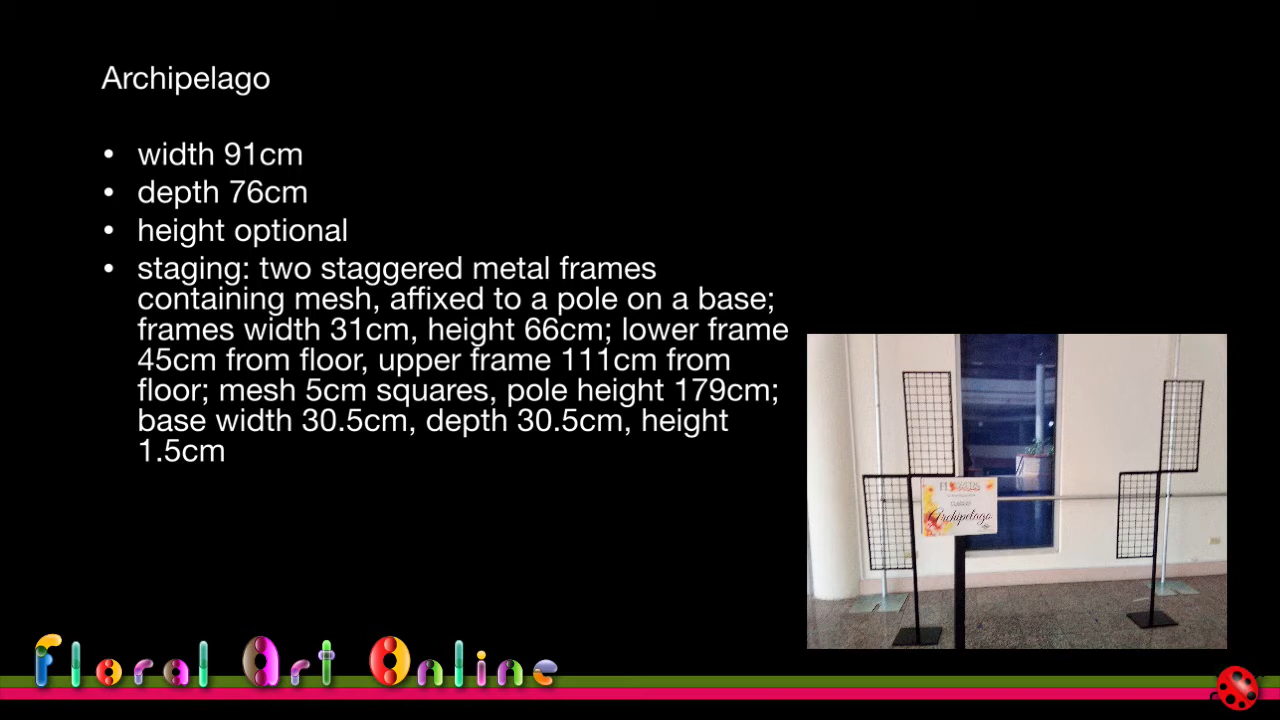 Archipelago
• width 91cm
• depth 76cm
• height optional
• staging: two staggered metal frames
containing mesh, affixed to a pole on a base;
frames width 31cm, height 66cm; lower frame
45cm from floor, upper frame 111cm from
floor; mesh 5cm squares, pole height 179cm;
base width 30.5cm, depth 30.5cm, height
1.5cm
Archipelago
Floral Art Online